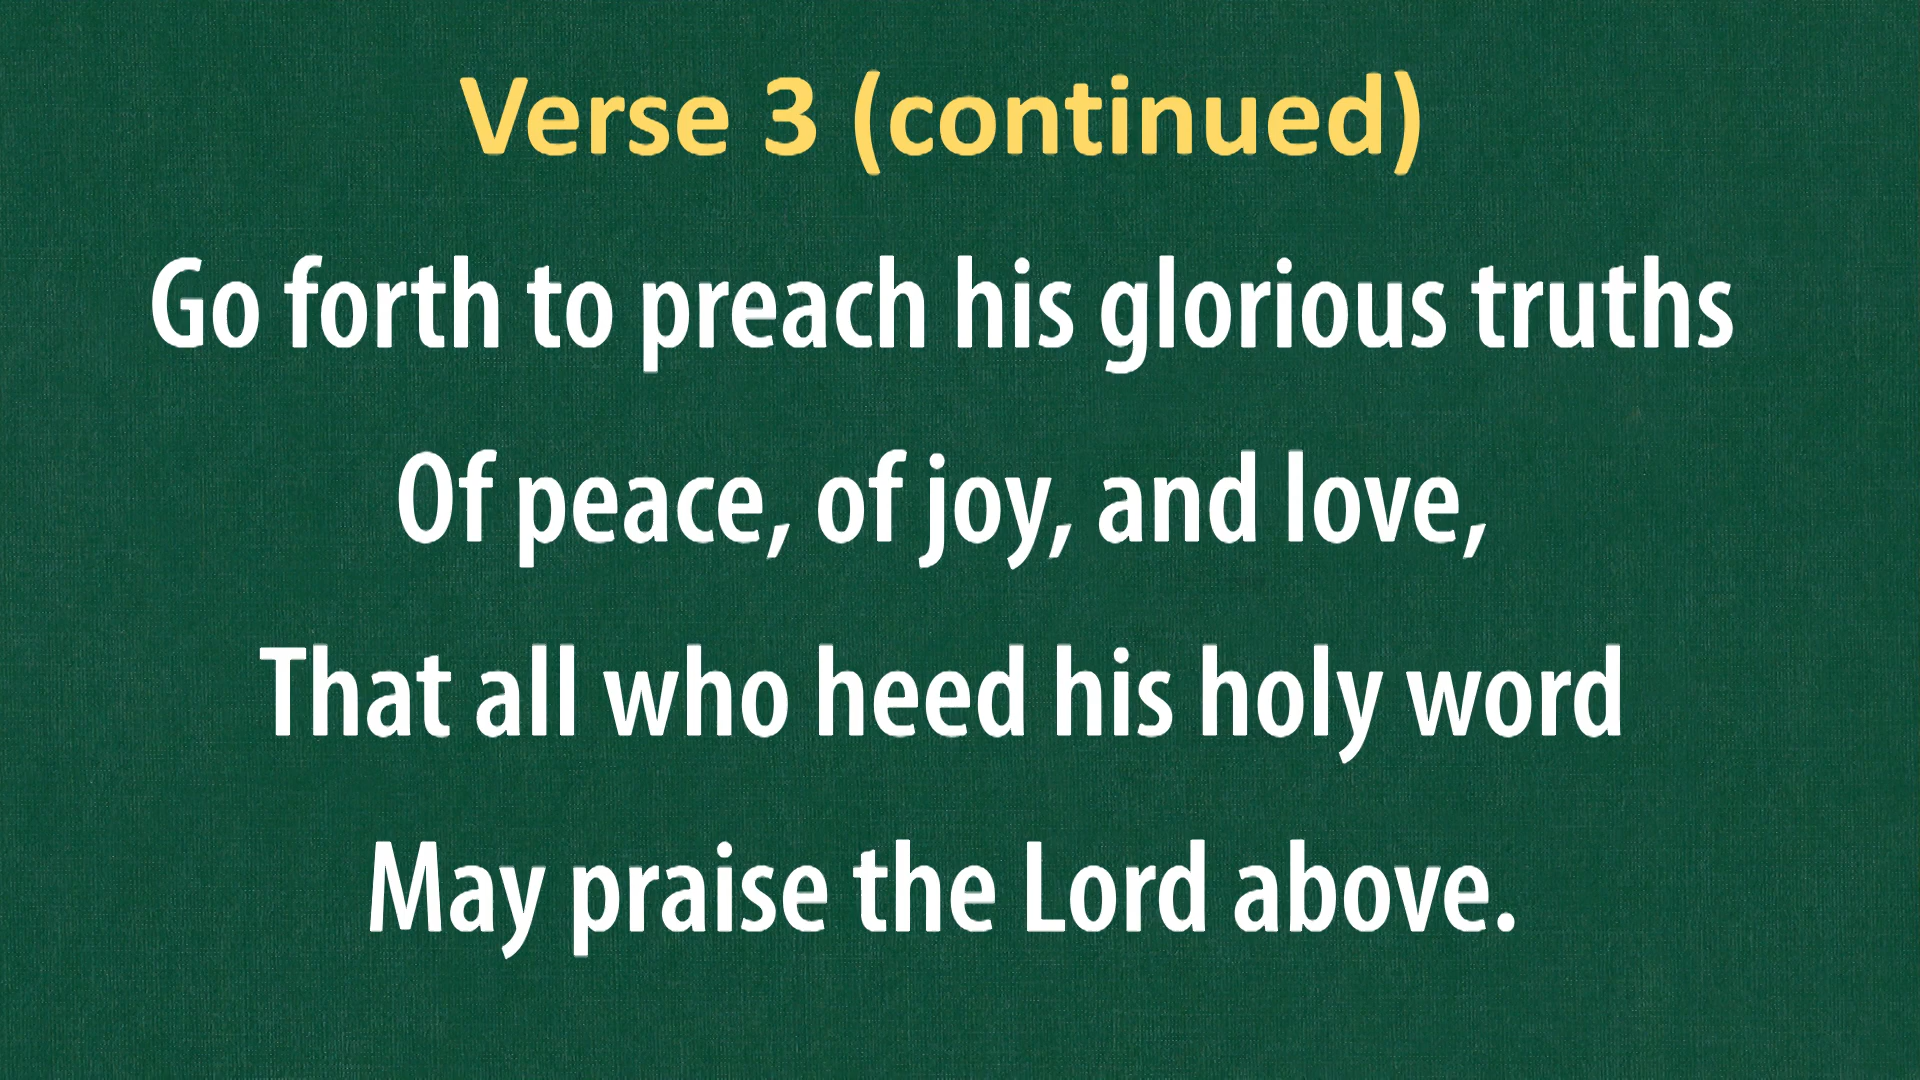 Verse 3 (continued)
Go forth to preach his glorious truths
Of peace, of joy, and love,
That all who heed his holy word
May praise the Lord above.